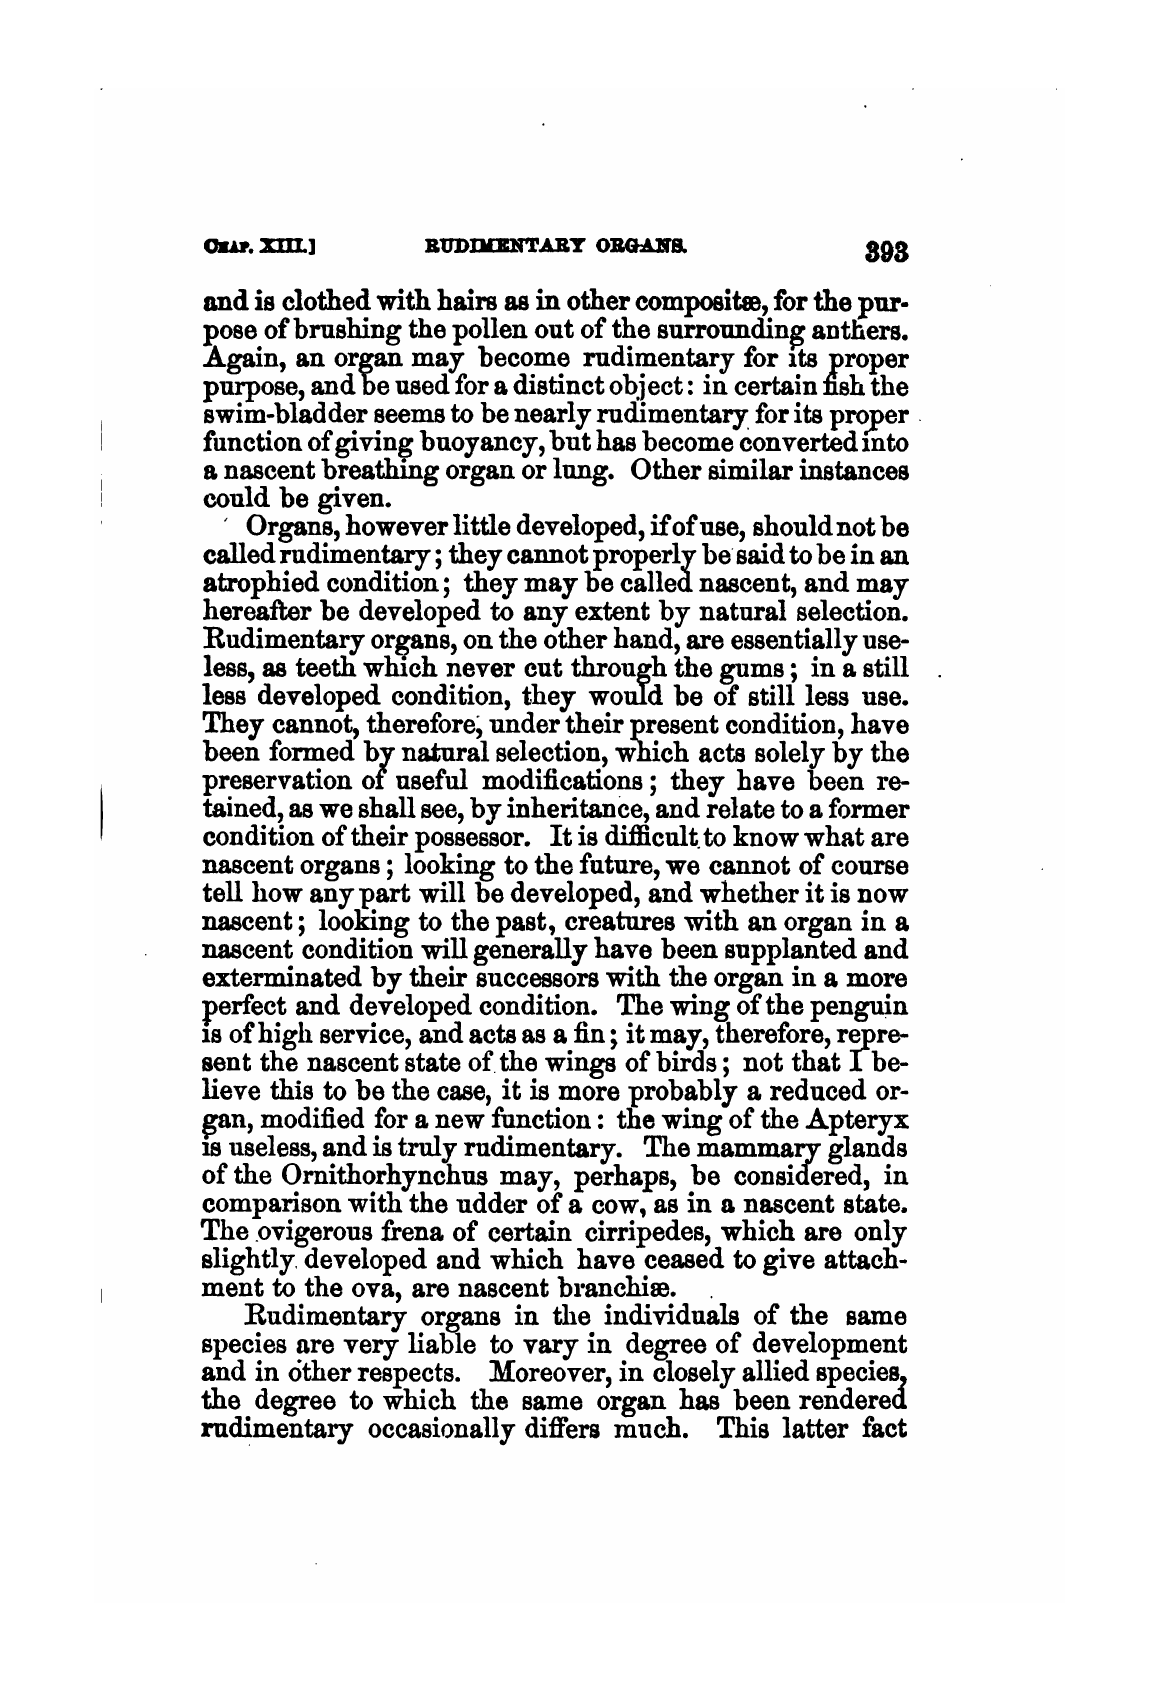 CHAP. XIII.] RUDIMENTARY ORGANS. 393
and is clothed with hairs as in other compositæ, for the pur-
pose of brushing the pollen out of the surrounding anthers.
Again, an organ may become rudimentary for its proper
purpose, and be used for a distinct object: in certain fish the
swim-bladder seems to be nearly rudimentary for its proper
function of giving buoyancy, but has become converted into
a nascent breathing organ or lung. Other similar instances
could be given.
Organs, however little developed, if of use, should not be
called rudimentary; they cannot properly be said to be in an
atrophied condition; they may be called nascent, and may
hereafter be developed to any extent by natural selection.
Rudimentary organs, on the other hand, are essentially use-
less, as teeth which never cut through the gums; in a still
less developed condition, they would be of still less use.
They cannot, therefore, under their present condition, have
been formed by natural selection, which acts solely by the
preservation of useful modifications; they have been re-
tained, as we shall see, by inheritance, and relate to a former
condition of their possessor. It is difficult to know what are
nascent organs; looking to the future, we cannot of course
tell how any part will be developed, and whether it is now
nascent; looking to the past, creatures with an organ in a
nascent condition will generally have been supplanted and
exterminated by their successors with the organ in a more
perfect and developed condition. The wing of the penguin
is of high service, and acts as a fin; it may, therefore, repre-
sent the nascent state of the wings of birds; not that I be-
lieve this to be the case, it is more probably a reduced or-
gan, modified for a new function: the wing of the Apteryx
is useless, and is truly rudimentary. The mammary glands
of the Ornithorhynchus may, perhaps, be considered, in
comparison with the udder of a cow, as in a nascent state.
The ovigerous frena of certain cirripedes, which are only
slightly developed and which have ceased to give attach-
ment to the ova, are nascent branchiæ.
Rudimentary organs in the individuals of the same
species are very liable to vary in degree of development
and in other respects. Moreover, in closely allied species,
the degree to which the same organ has been rendered
rudimentary occasionally differs much. This latter fact